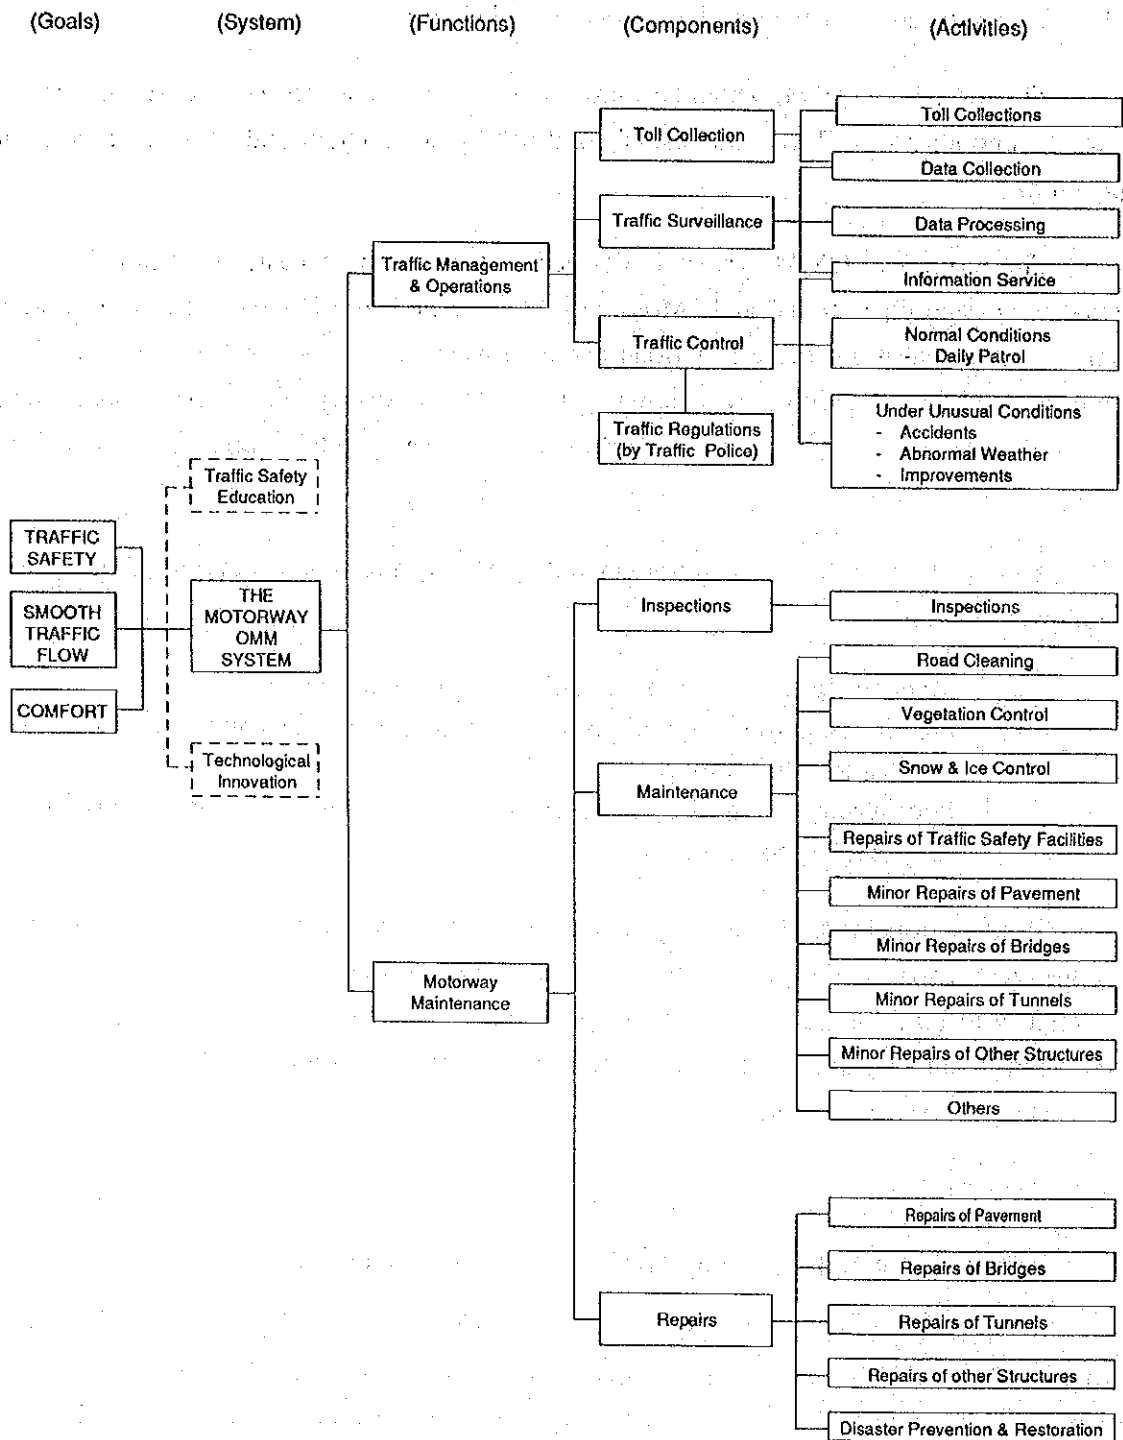 (Goals)
(System)
(Functions)
(Components)
(Activities)
TRAFFIC
SAFETY
SMOOTH
TRAFFIC
FLOW
COMFORT
Traffic Safety
Education
THE
MOTORWAY
OMM
SYSTEM
Technological
Innovation
Traffic Management
& Operations
Motorway
Maintenance
Toll Collection
Traffic Surveillance
Traffic Control
Traffic Regulations
(by Traffic Police)
Inspections
Maintenance
Repairs
Toll Collections
Data Collection
Data Processing
Information Service
Normal Conditions
- Daily Patrol
Under Unusual Conditions
- Accidents
- Abnormal Weather
- Improvements
Inspections
Road Cleaning
Vegetation Control
Snow & Ice Control
Repairs of Traffic Safety Facilities
Minor Repairs of Pavement
Minor Repairs of Bridges
Minor Repairs of Tunnels
Minor Repairs of Other Structures
Others
Repairs of Pavement
Repairs of Bridges
Repairs of Tunnels
Repairs of other Structures
Disaster Prevention & Restoration